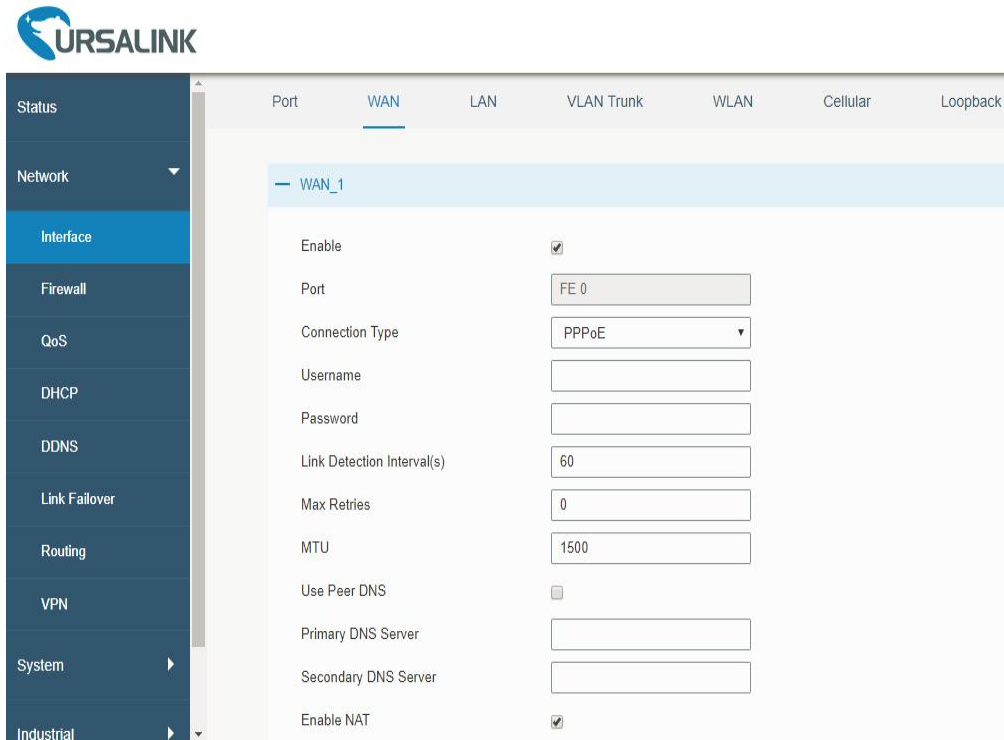 URSALINK
Status
Network
Interface
Firewall
QoS
DHCP
DDNS
Link Failover
Routing
VPN
System
Industrial
Port WAN LAN VLAN Trunk WLAN Cellular Loopback
WAN_1
Enable
Port FE 0
Connection Type PPPoE
Username
Password
Link Detection Interval(s) 60
Max Retries 0
MTU 1500
Use Peer DNS
Primary DNS Server
Secondary DNS Server
Enable NAT